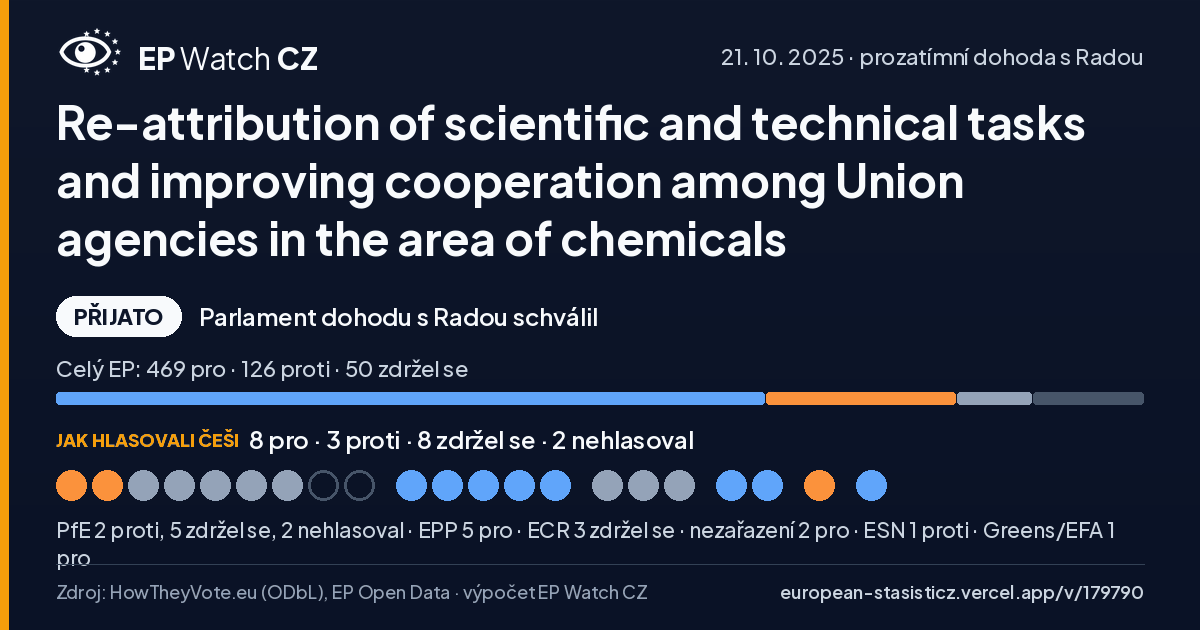 EP Watch CZ
21. 10. 2025 · prozatímní dohoda s Radou
Re-attribution of scientific and technical tasks
and improving cooperation among Union
agencies in the area of chemicals
PŘIJATO Parlament dohodu s Radou schválil
Celý EP: 469 pro · 126 proti · 50 zdržel se
JAK HLASOVALI ČEŠI 8 pro · 3 proti · 8 zdržel se · 2 nehlasoval
PfE 2 proti, 5 zdržel se, 2 nehlasoval · EPP 5 pro · ECR 3 zdržel se · nezařazení 2 pro · ESN 1 proti · Greens/EFA 1
pro
Zdroj: HowTheyVote.eu (ODbL), EP Open Data · výpočet EP Watch CZ
european-stasisticz.vercel.app/v/179790